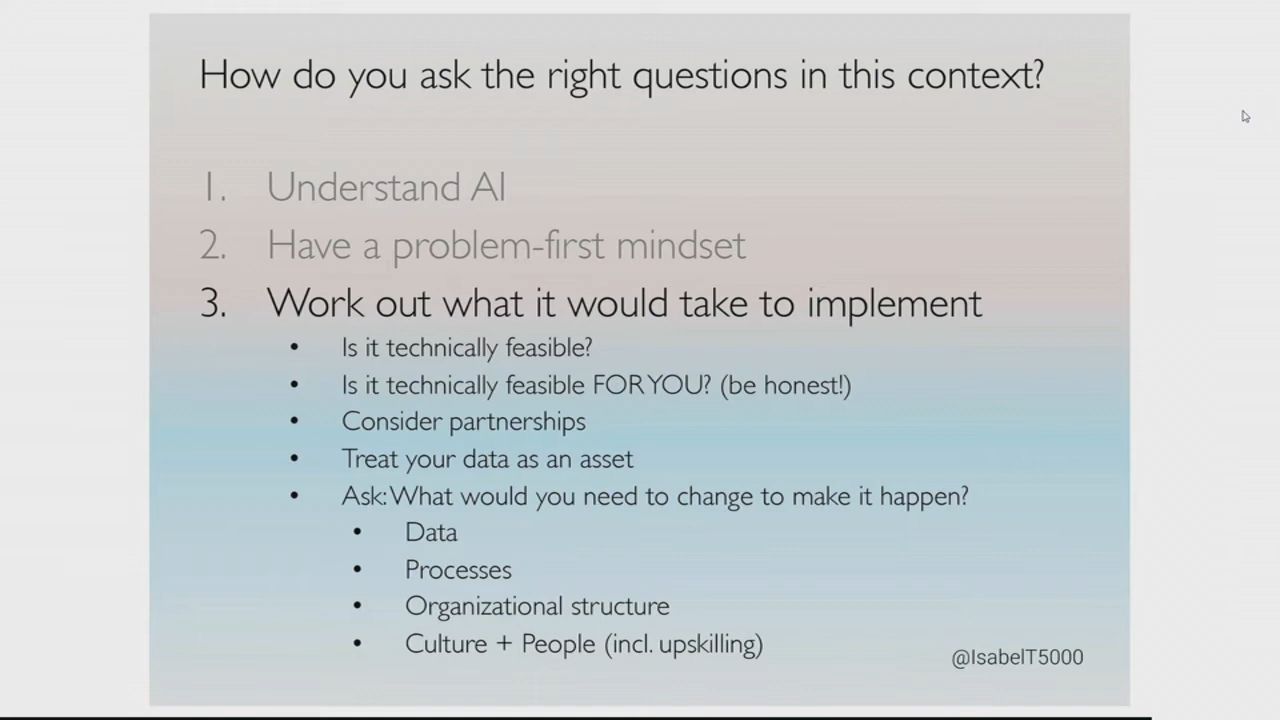 How do you ask the right questions in this context?
1. Understand AI
2. Have a problem-first mindset
3. Work out what it would take to implement
• Is it technically feasible?
• Is it technically feasible FOR YOU? (be honest!)
• Consider partnerships
• Treat your data as an asset
• Ask: What would you need to change to make it happen?
• Data
• Processes
• Organizational structure
• Culture + People (incl. upskilling)
@IsabelT5000